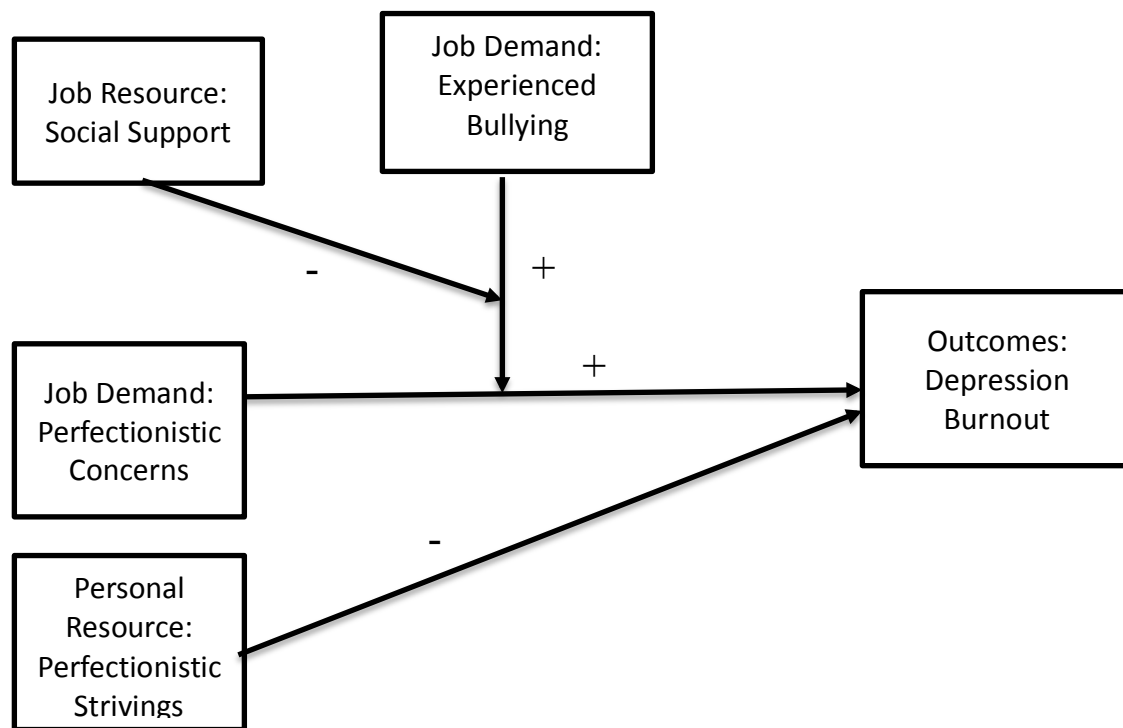 Job Resource:
Social Support
Job Demand:
Experienced
Bullying
-
+
+
Job Demand:
Perfectionistic
Concerns
Outcomes:
Depression
Burnout
-
Personal
Resource:
Perfectionistic
Strivings